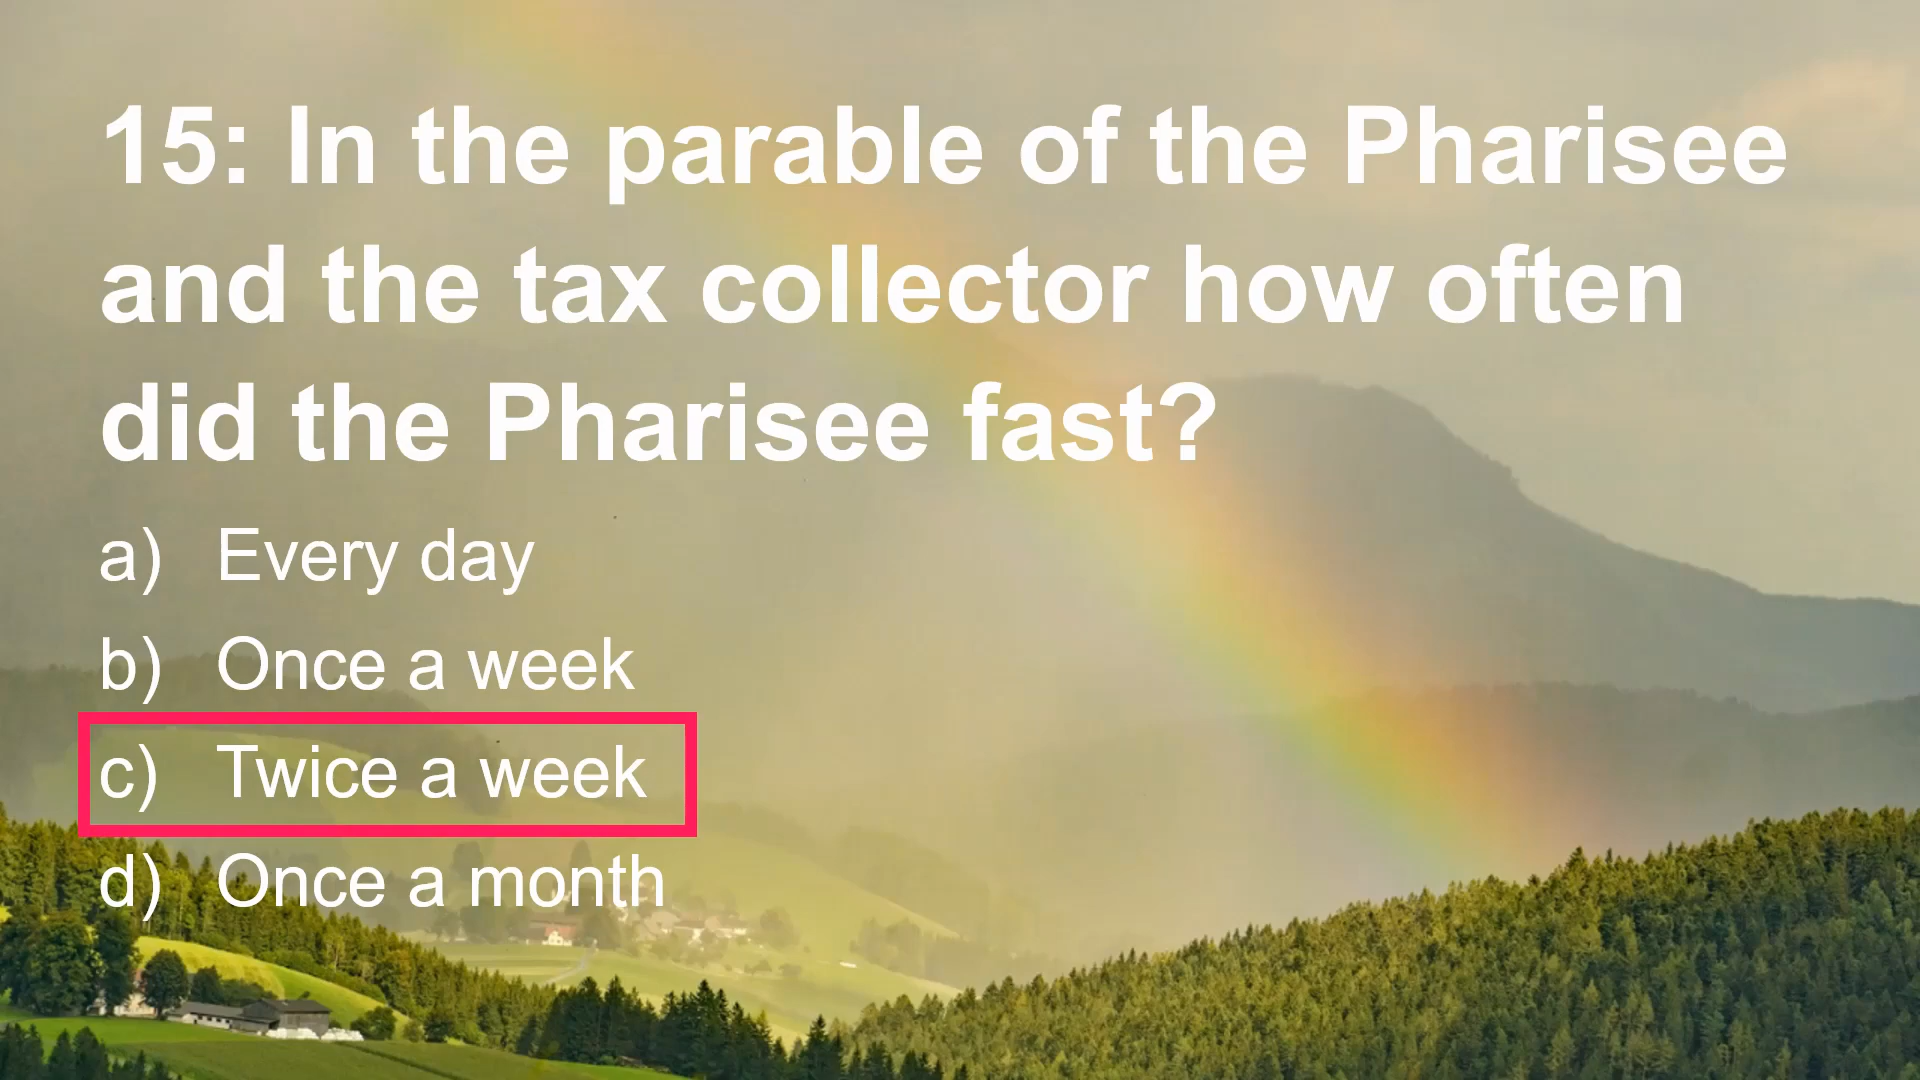 15: In the parable of the Pharisee
and the tax collector how often
did the Pharisee fast?
a) Every day
b) Once a week
c) Twice a week
d) Once a month